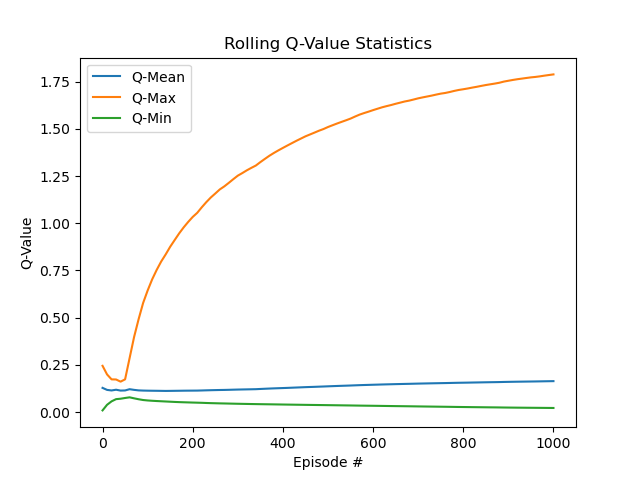 Rolling Q-Value Statistics
Q-Mean
Q-Max
Q-Min
Q-Value
1.75
1.50
1.25
1.00
0.75
0.50
0.25
0.00
0 200 400 600 800 1000
Episode #